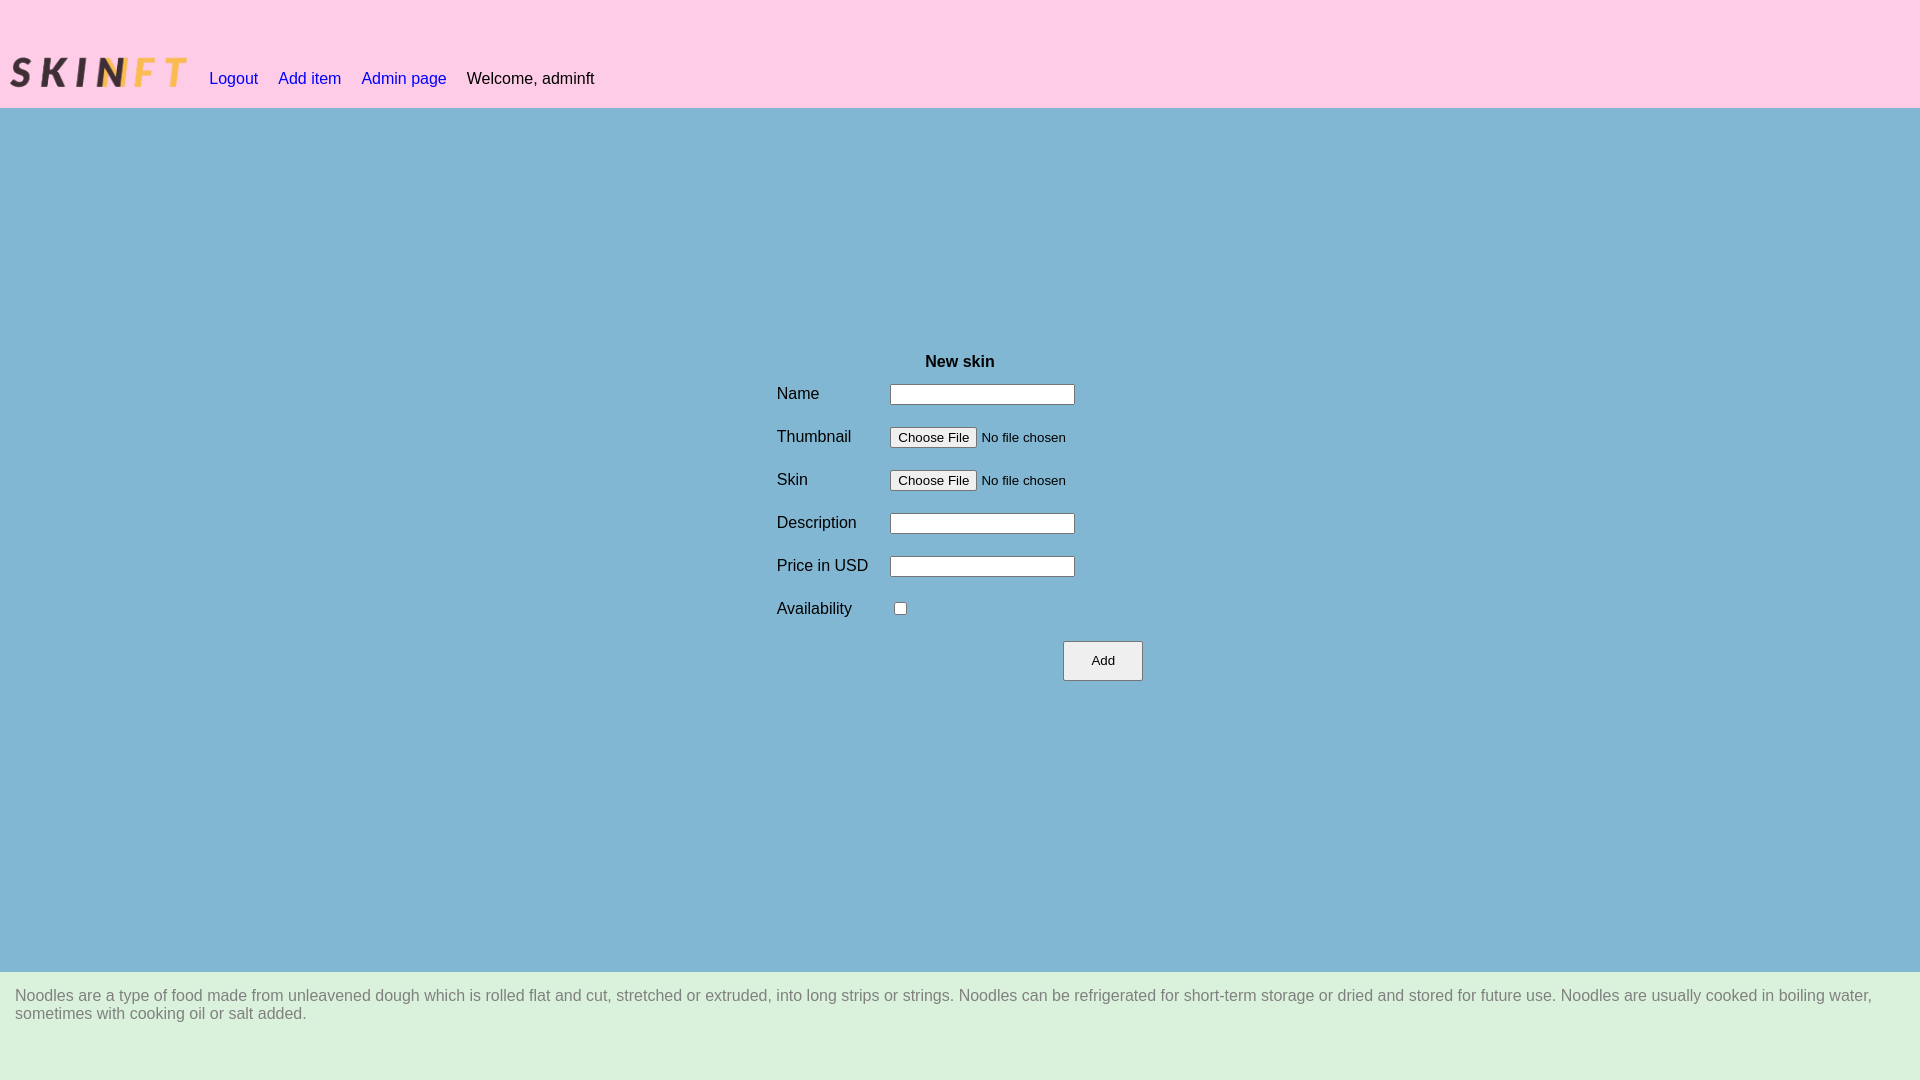 SKINNFT Logout Add item Admin page Welcome, adminft
New skin
Name
Thumbnail Choose File No file chosen
Skin Choose File No file chosen
Description
Price in USD
Availability
Add
Noodles are a type of food made from unleavened dough which is rolled flat and cut, stretched or extruded, into long strips or strings. Noodles can be refrigerated for short-term storage or dried and stored for future use. Noodles are usually cooked in boiling water,
sometimes with cooking oil or salt added.